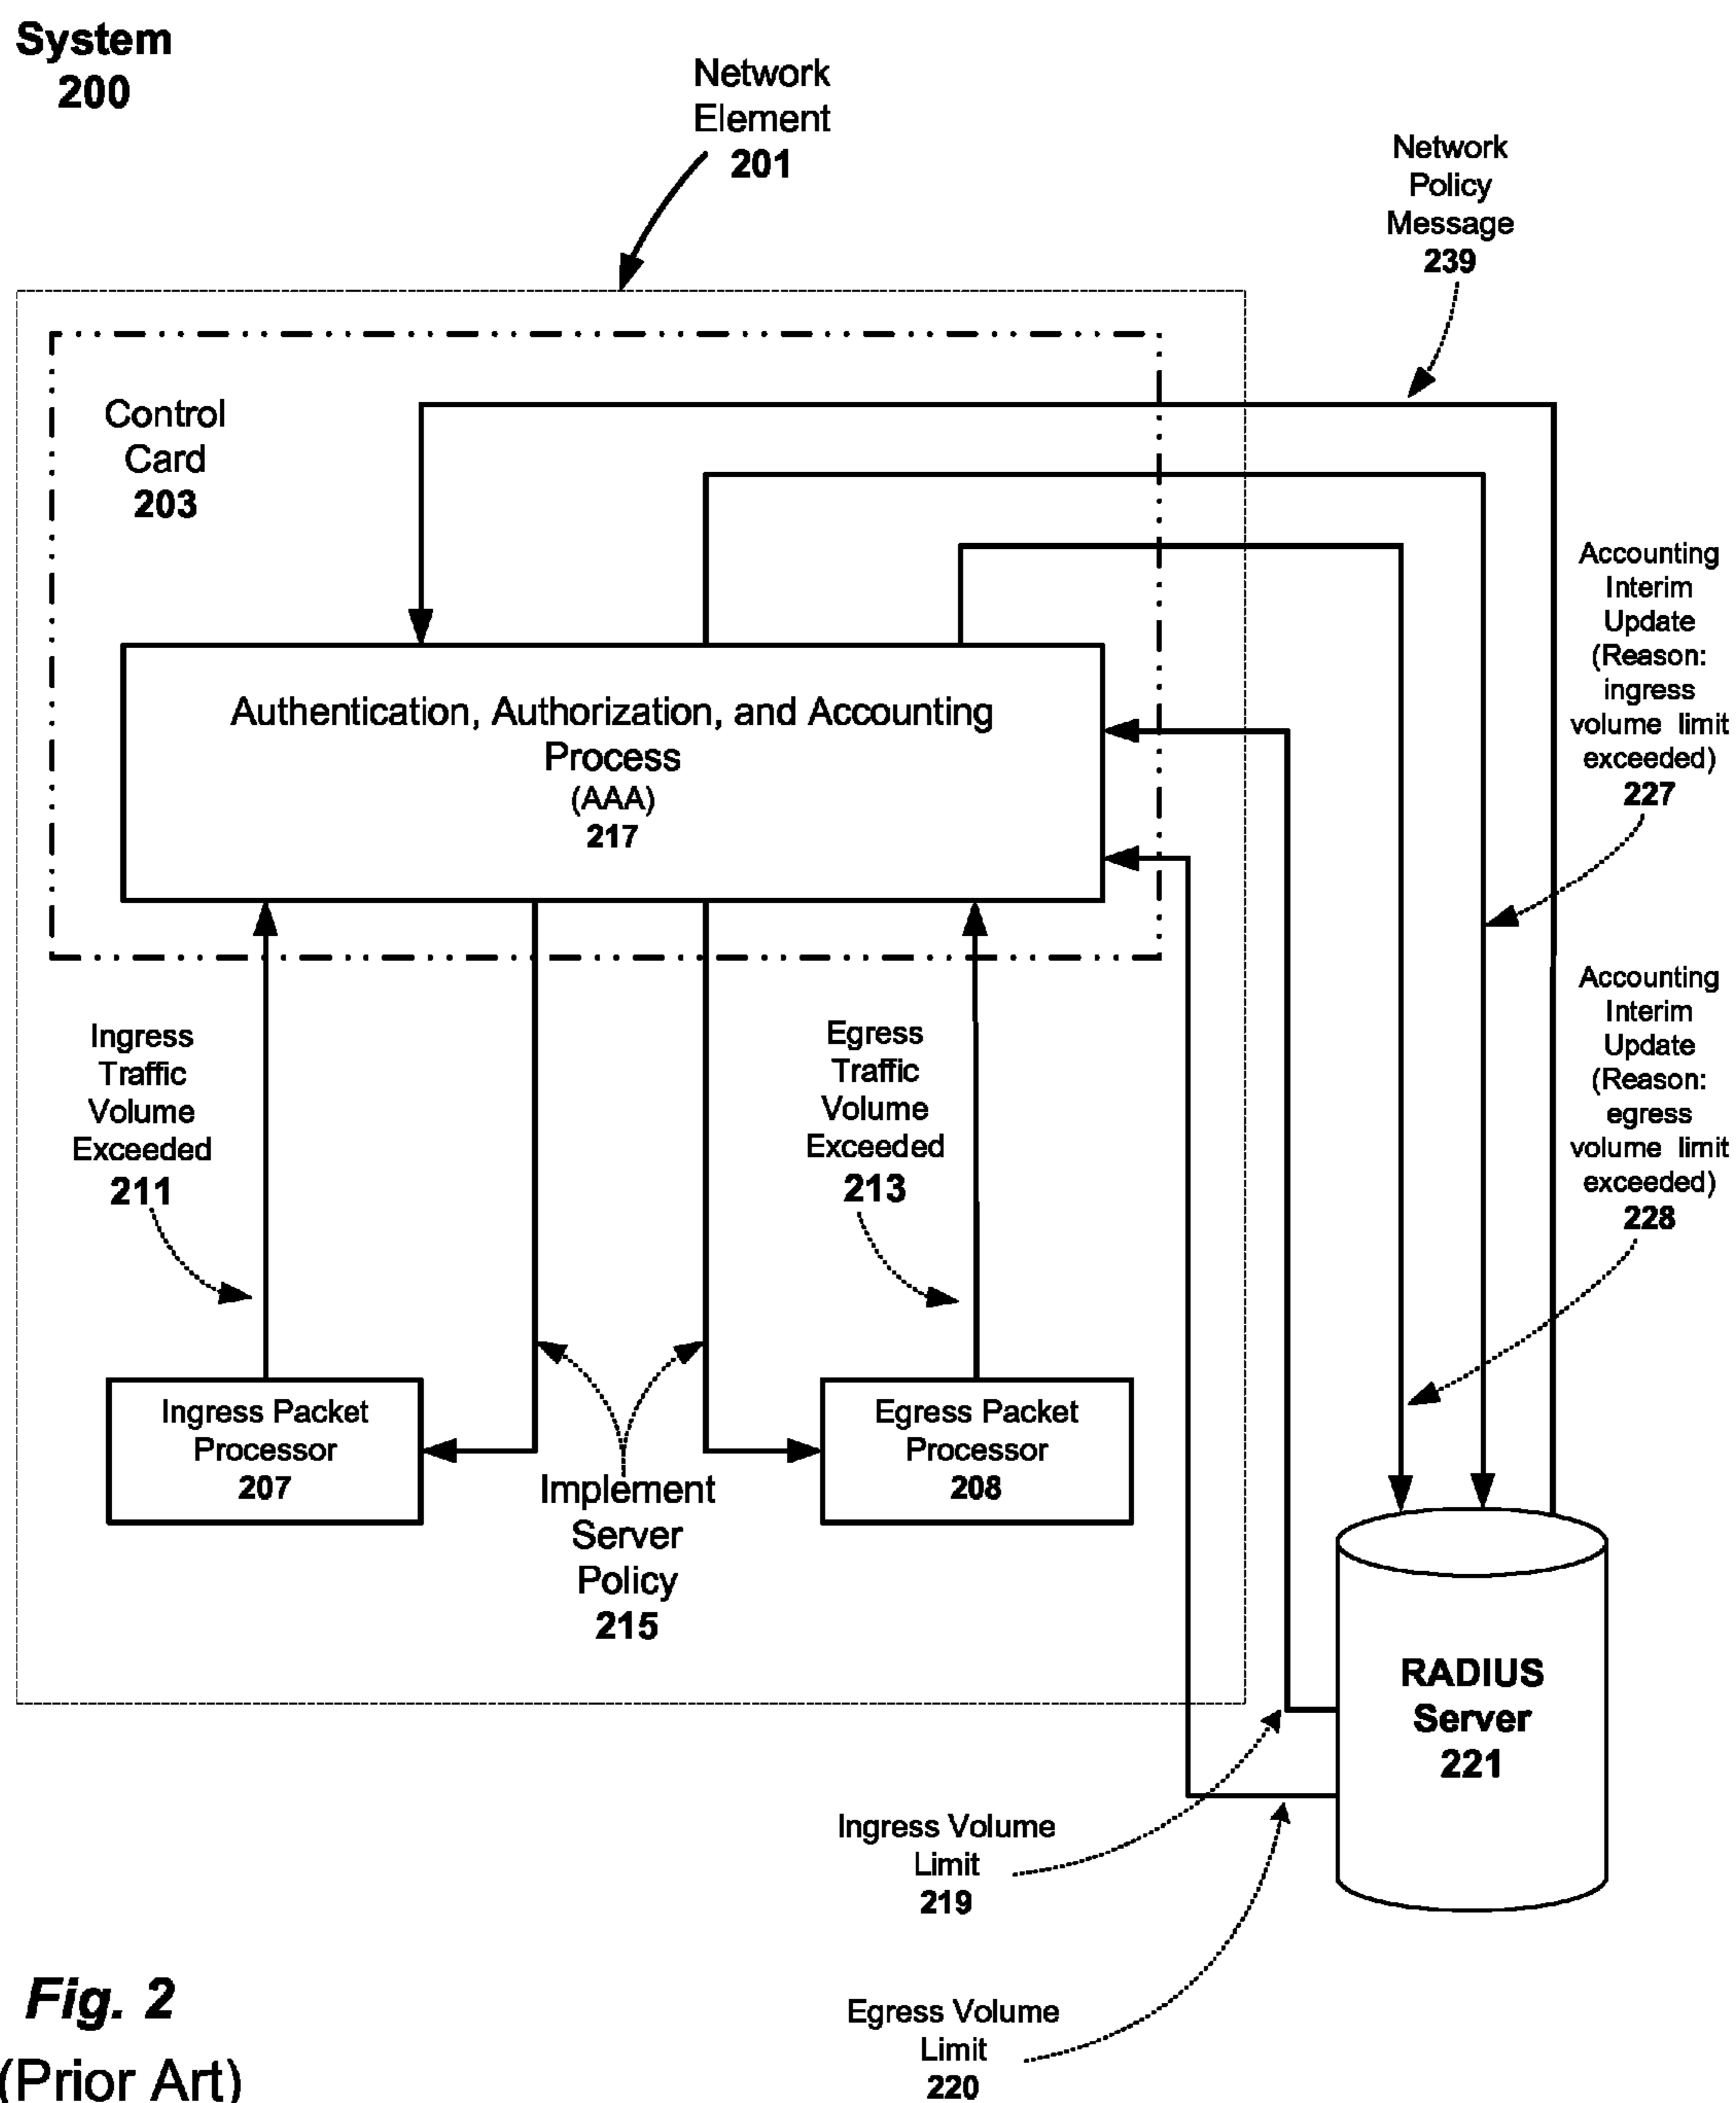 System
200
Network
Element
201
Network
Policy
Message
239
Control
Card
203
Accounting
Interim
Update
(Reason:
ingress
volume limit
exceeded)
227
Authentication, Authorization, and Accounting
Process
(AAA)
217
Accounting
Interim
Update
(Reason:
egress
volume limit
exceeded)
228
Ingress
Traffic
Volume
Exceeded
211
Egress
Traffic
Volume
Exceeded
213
Ingress Packet
Processor
207
Implement
Server
Policy
215
Egress Packet
Processor
208
RADIUS
Server
221
Ingress Volume
Limit
219
Egress Volume
Limit
220
Fig. 2
(Prior Art)